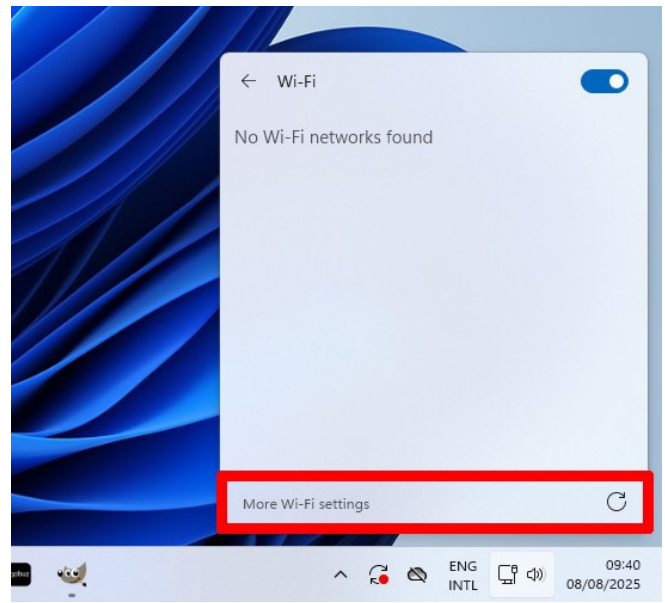 Wi-Fi
No Wi-Fi networks found
More Wi-Fi settings
ENG
INTL
09:40
08/08/2025